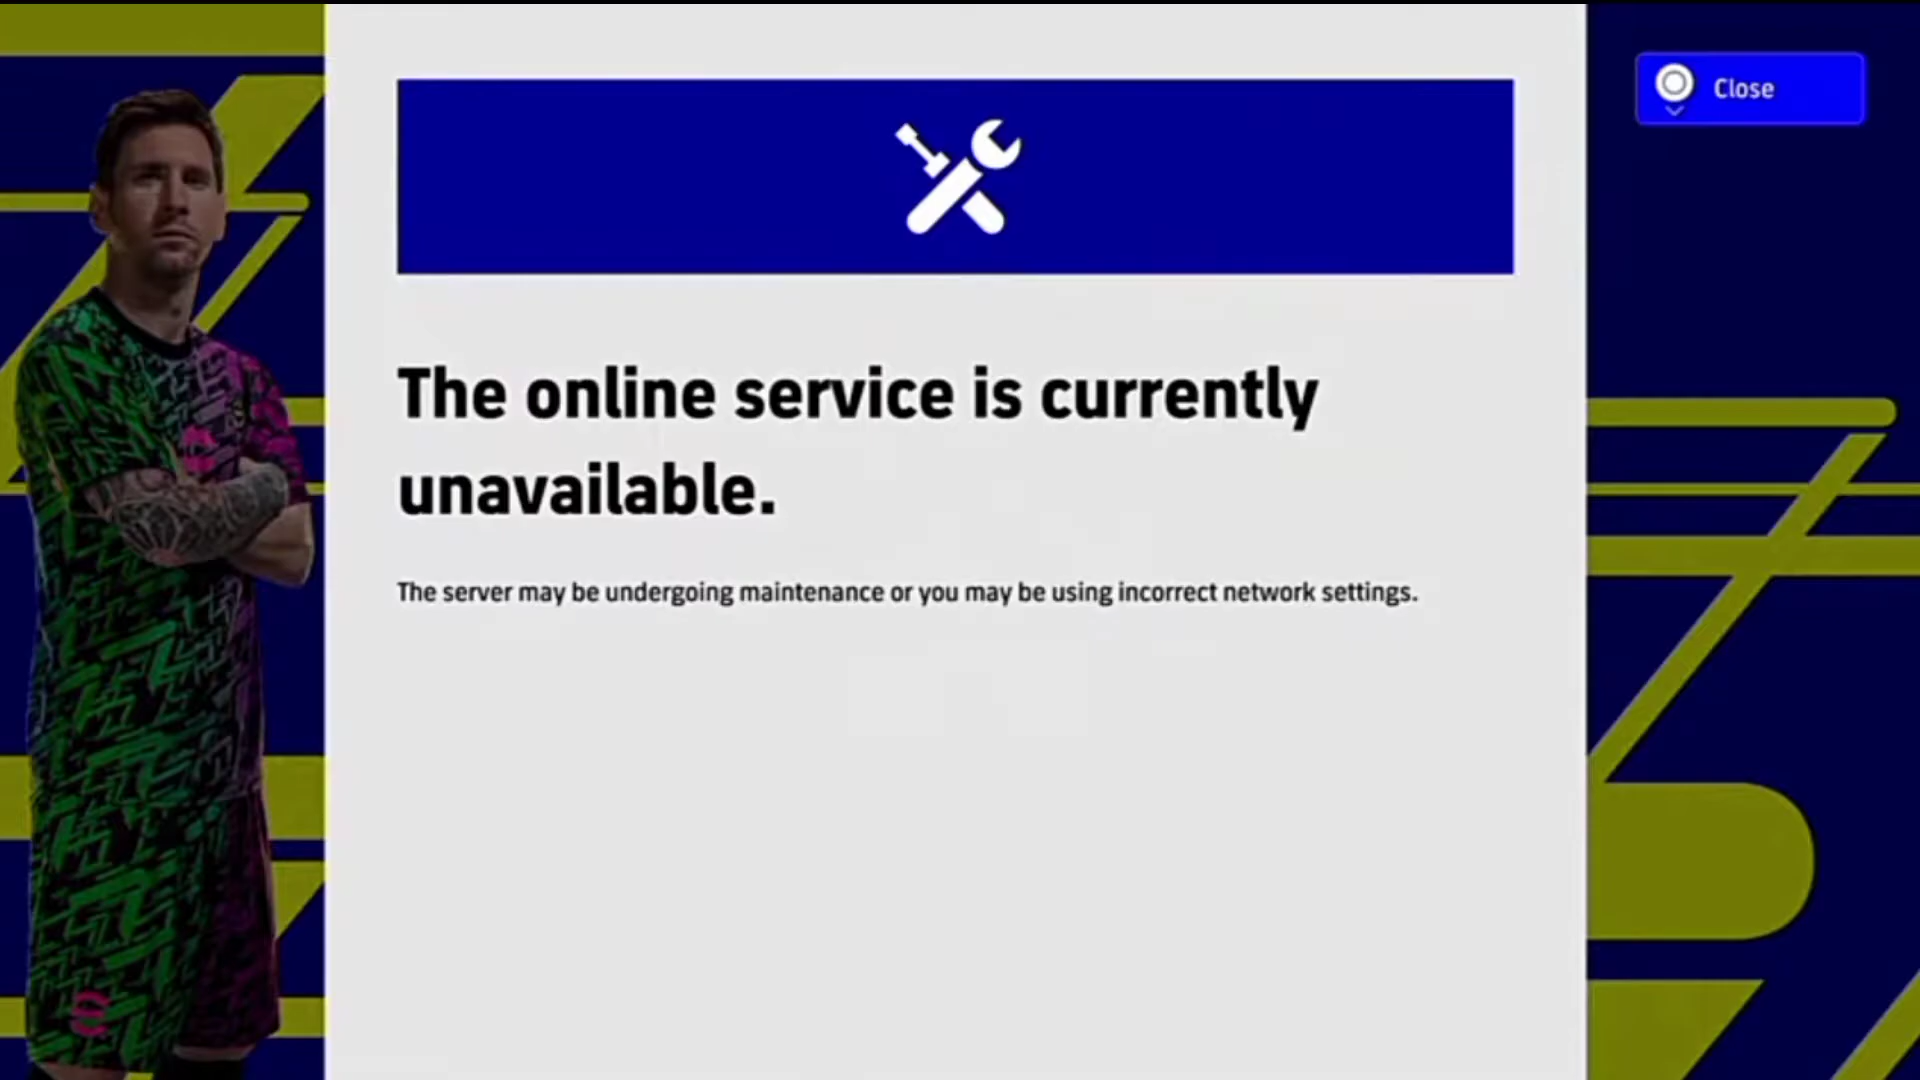 Close
The online service is currently
unavailable.
The server may be undergoing maintenance or you may be using incorrect network settings.